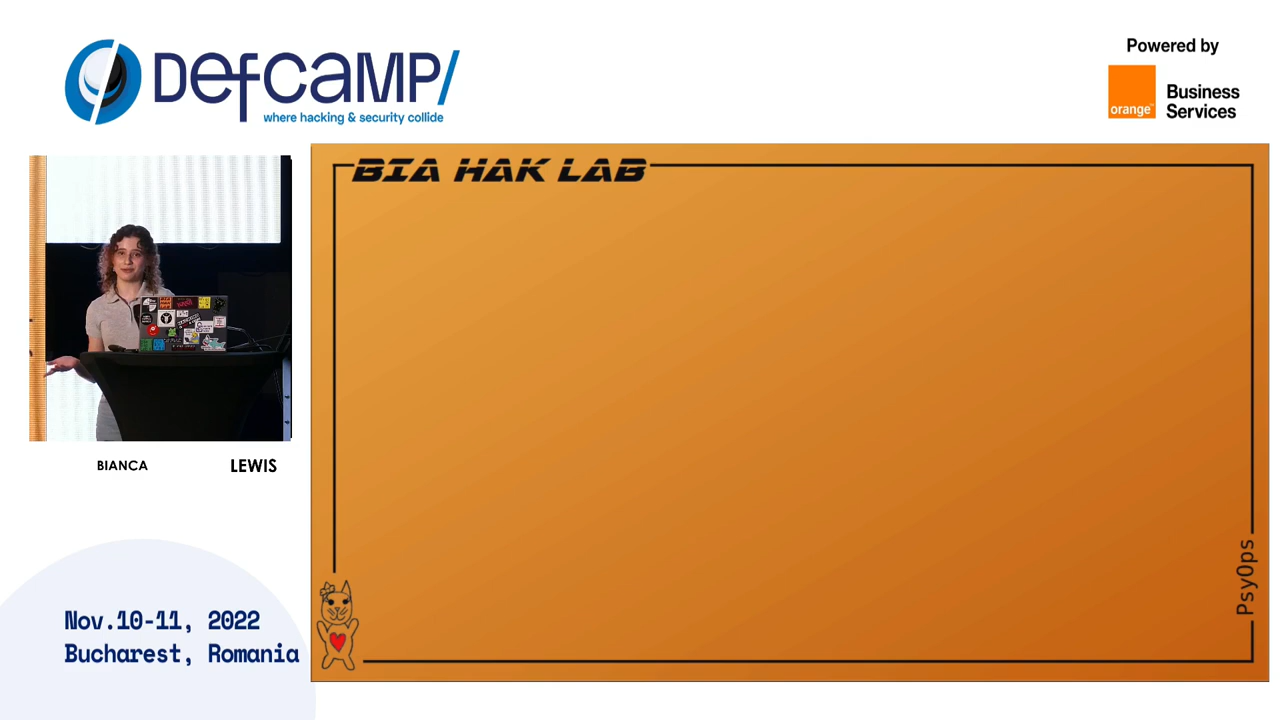 DefCamp/
where hacking & security collide
Powered by
orange™
Business
Services
BIA HAK LAB
BIANCA LEWIS
PsyOps
Nov.10-11, 2022
Bucharest, Romania